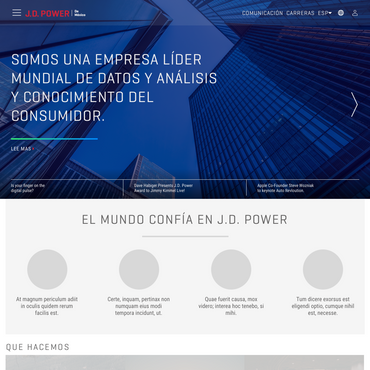 J.D. POWER De México
COMUNICACIÓN CARRERAS ESP
SOMOS UNA EMPRESA LÍDER
MUNDIAL DE DATOS Y ANÁLISIS
Y CONOCIMIENTO DEL
CONSUMIDOR.
LEE MAS
Is your finger on the
digital pulse?
Dave Habiger Presents J.D. Power
Award to Jimmy Kimmel Live!
Apple Co-Founder Steve Wozniak
to keynote Auto Revolution.
EL MUNDO CONFÍA EN J.D. POWER
At magnum periculum adiit
in oculis quidem rerum
facilis est.
Certe, inquam, pertinax non
numquam eius modi
tempora incidunt, ut.
Quae fuerit causa, mox
videro; interea hoc tenebo, si
mihi.
Tum dicere exorsus est
eligendi optio, cumque nihil
est, necesse.
QUE HACEMOS